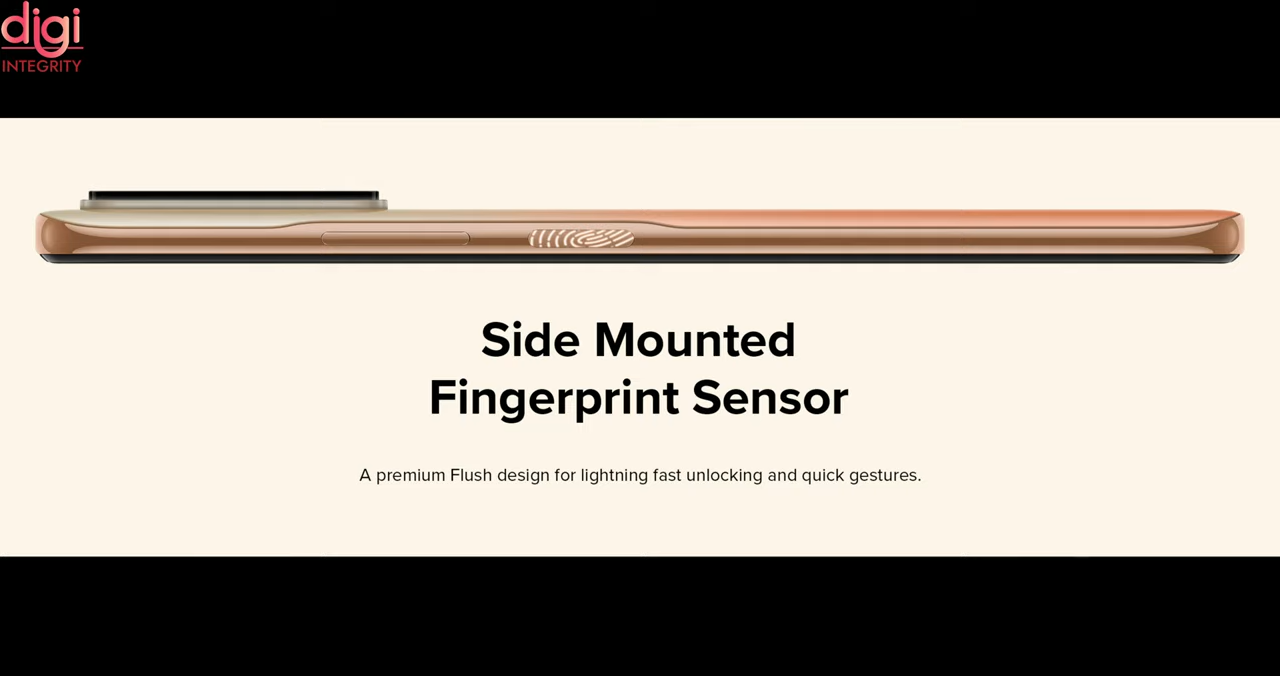 digi
INTEGRITY
Side Mounted
Fingerprint Sensor
A premium Flush design for lightning fast unlocking and quick gestures.